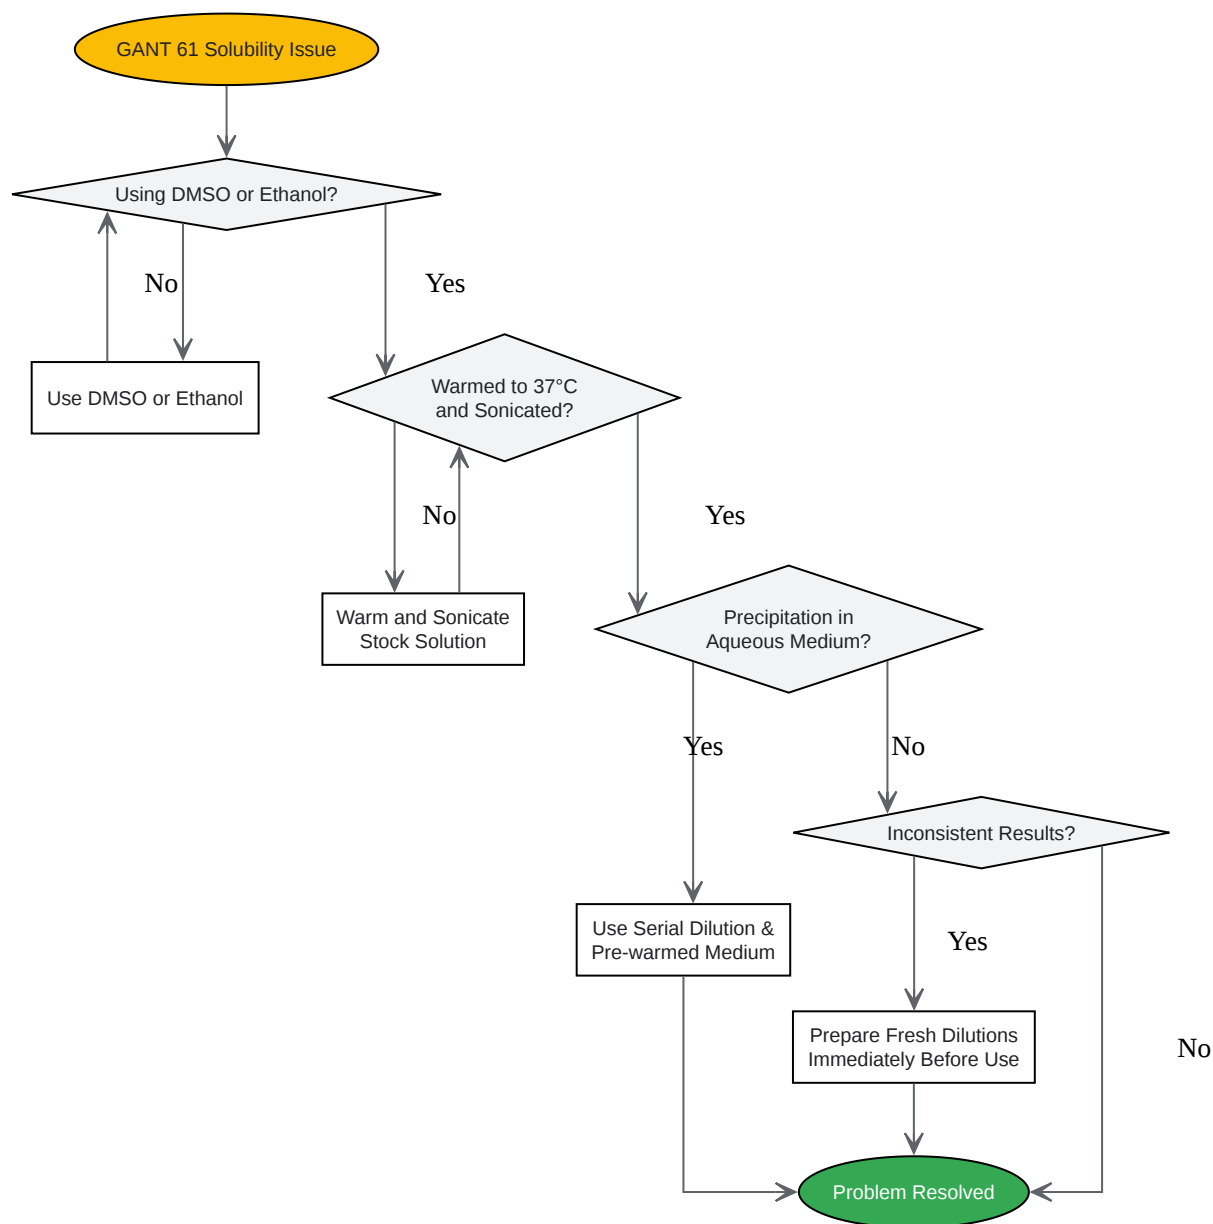 GANT 61 Solubility Issue
Using DMSO or Ethanol?
No
Yes
Use DMSO or Ethanol
Warmed to 37°C
and Sonicated?
No
Yes
Warm and Sonicate
Stock Solution
Precipitation in
Aqueous Medium?
Yes
No
Inconsistent Results?
Use Serial Dilution &
Pre-warmed Medium
Yes
Prepare Fresh Dilutions
Immediately Before Use
No
Problem Resolved